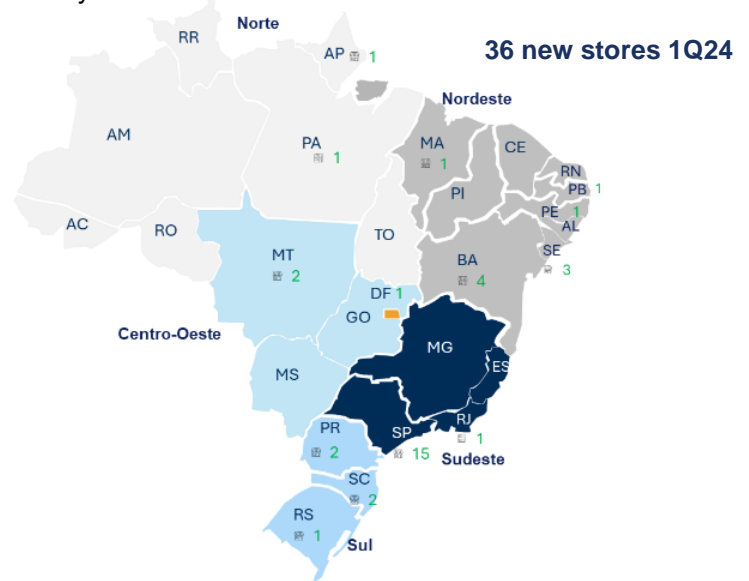 Norte
RR
36 new stores 1Q24
AP 1
Nordeste
AM
PA
1
MA
1
CE
RN
PB 1
PI
PE 1
AL
AC
RO
TO
SE
3
MT
2
BA
4
DF 1
GO
Centro-Oeste
MG
ES
MS
RJ
1
PR
2
SP
15
Sudeste
SC
2
RS
1
Sul